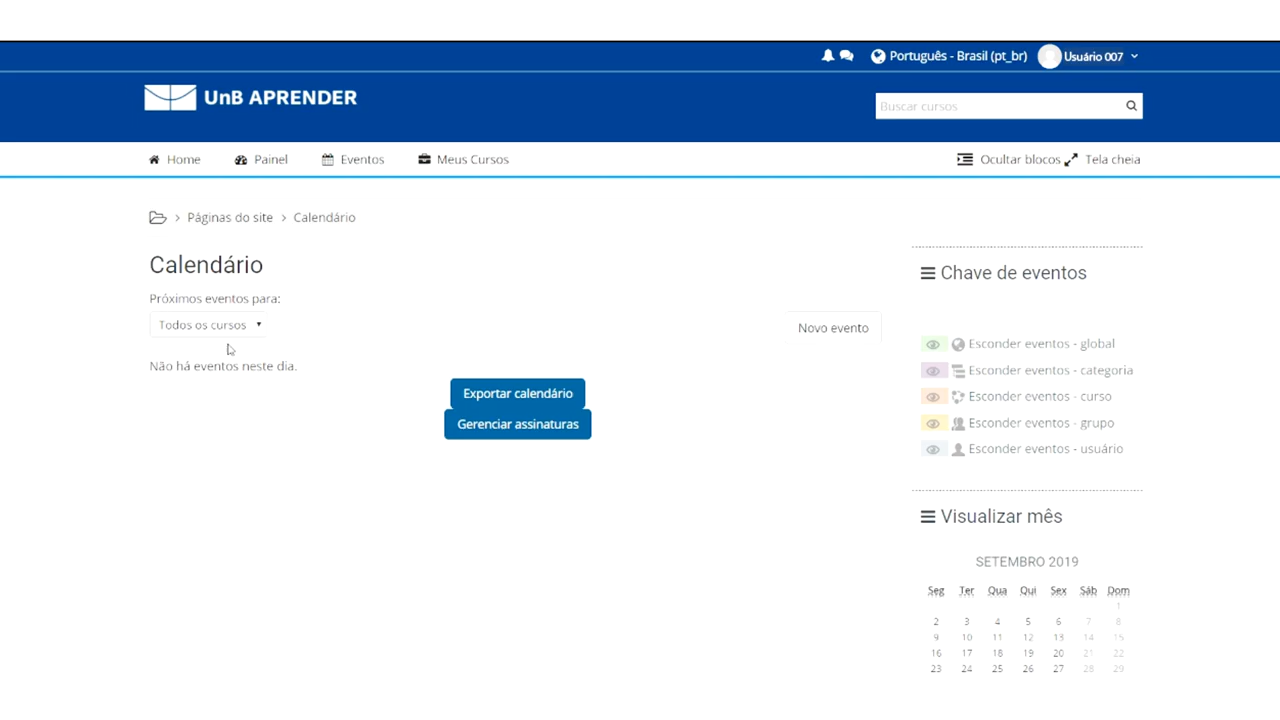 Português - Brasil (pt_br) Usuário 007
UnB APRENDER
Buscar cursos
Home Painel Eventos Meus Cursos Ocultar blocos Tela cheia
Páginas do site > Calendário
Calendário
Próximos eventos para:
Todos os cursos
Novo evento
Não há eventos neste dia.
Exportar calendário
Gerenciar assinaturas
Chave de eventos
Esconder eventos - global
Esconder eventos - categoria
Esconder eventos - curso
Esconder eventos - grupo
Esconder eventos - usuário
Visualizar mês
SETEMBRO 2019
Seg Ter Qua Qui Sex Sáb Dom
1
2 3 4 5 6 7 8
9 10 11 12 13 14 15
16 17 18 19 20 21 22
23 24 25 26 27 28 29